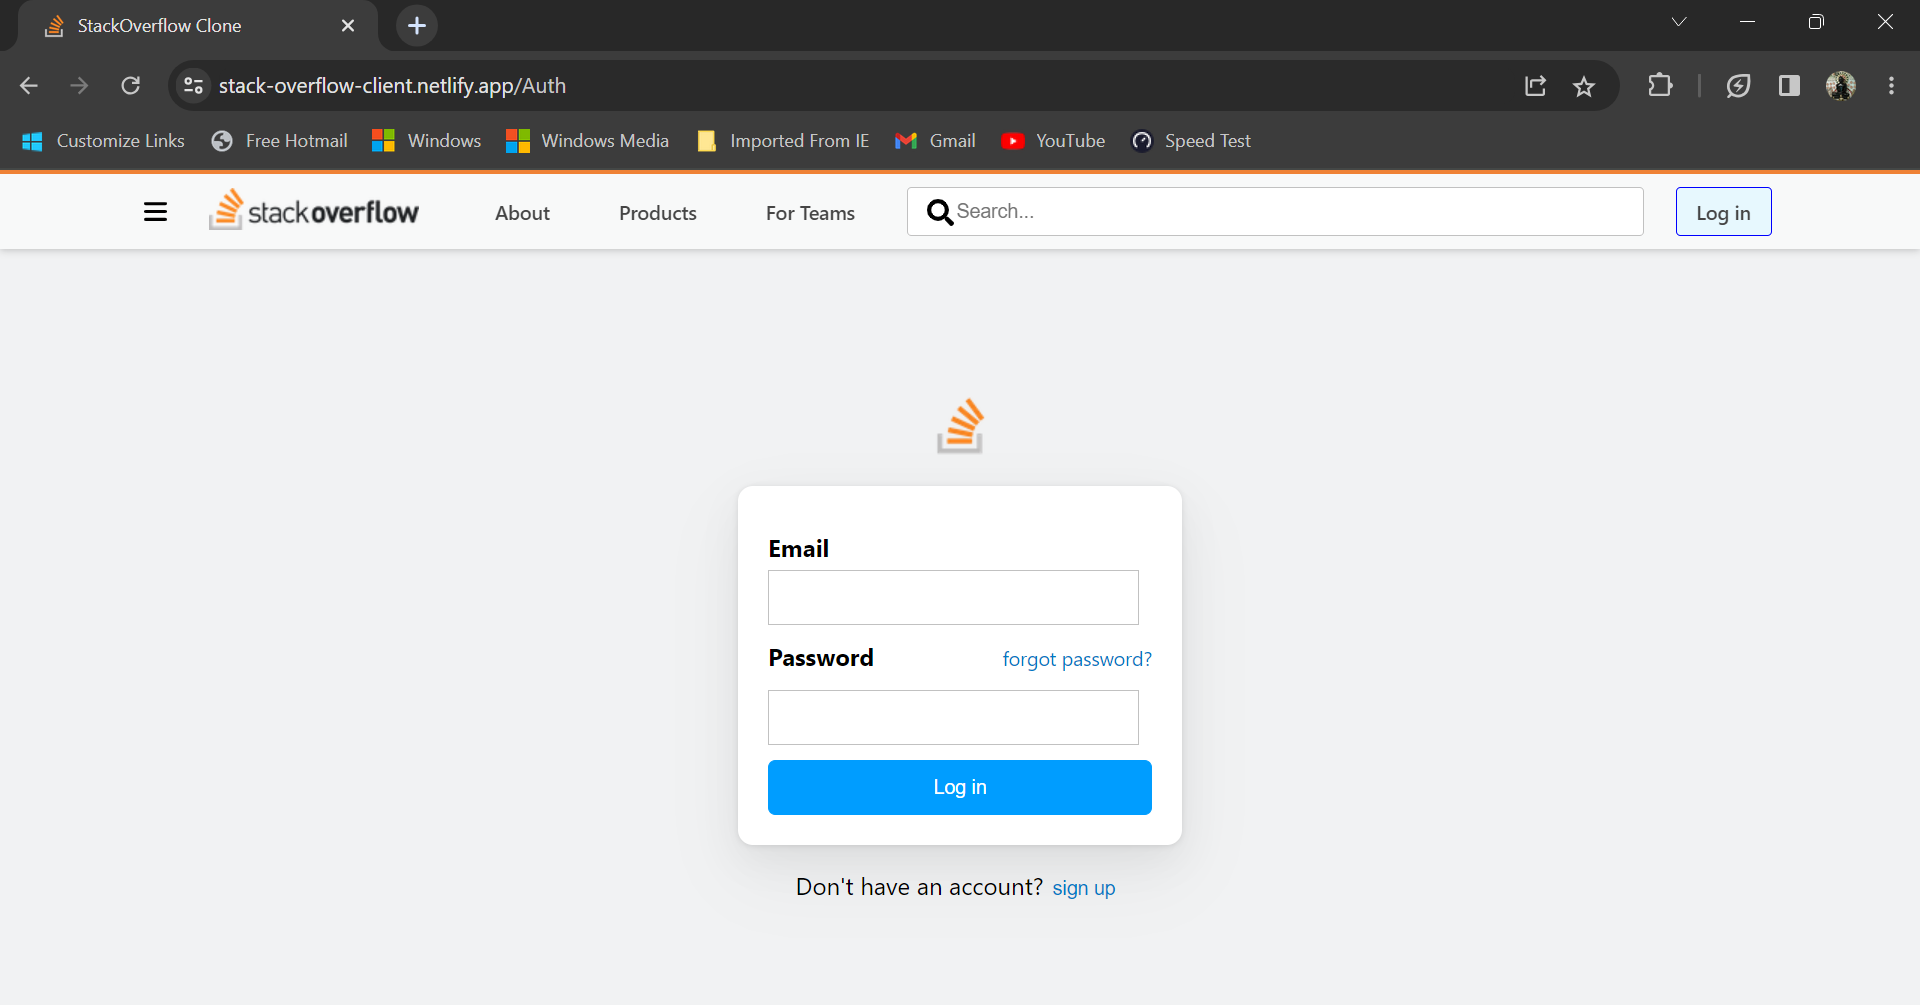 StackOverflow Clone
stack-overflow-client.netlify.app/Auth
Customize Links Free Hotmail Windows Windows Media Imported From IE Gmail YouTube Speed Test
stackoverflow About Products For Teams Search... Log in
Email
Password forgot password?
Log in
Don't have an account? sign up